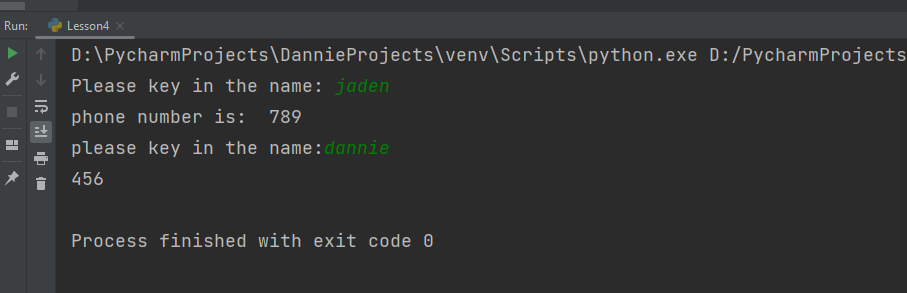 Run: Lesson4
D:\PycharmProjects\DannieProjects\venv\Scripts\python.exe D:/PycharmProjects
Please key in the name: jaden
phone number is:  789
please key in the name:dannie
456
Process finished with exit code 0